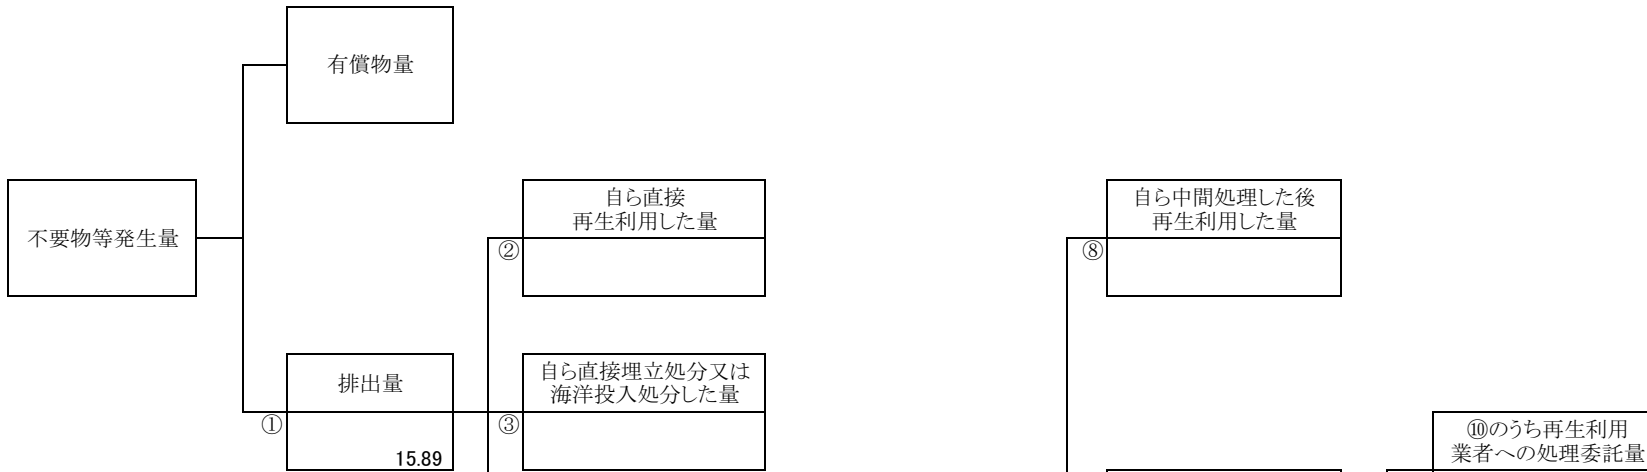 有償物量
不要物等発生量
自ら直接
再生利用した量
②
自ら中間処理した後
再生利用した量
⑧
排出量
①
15.89
自ら直接埋立処分又は
海洋投入処分した量
③
⑩のうち再生利用
業者への処理委託量